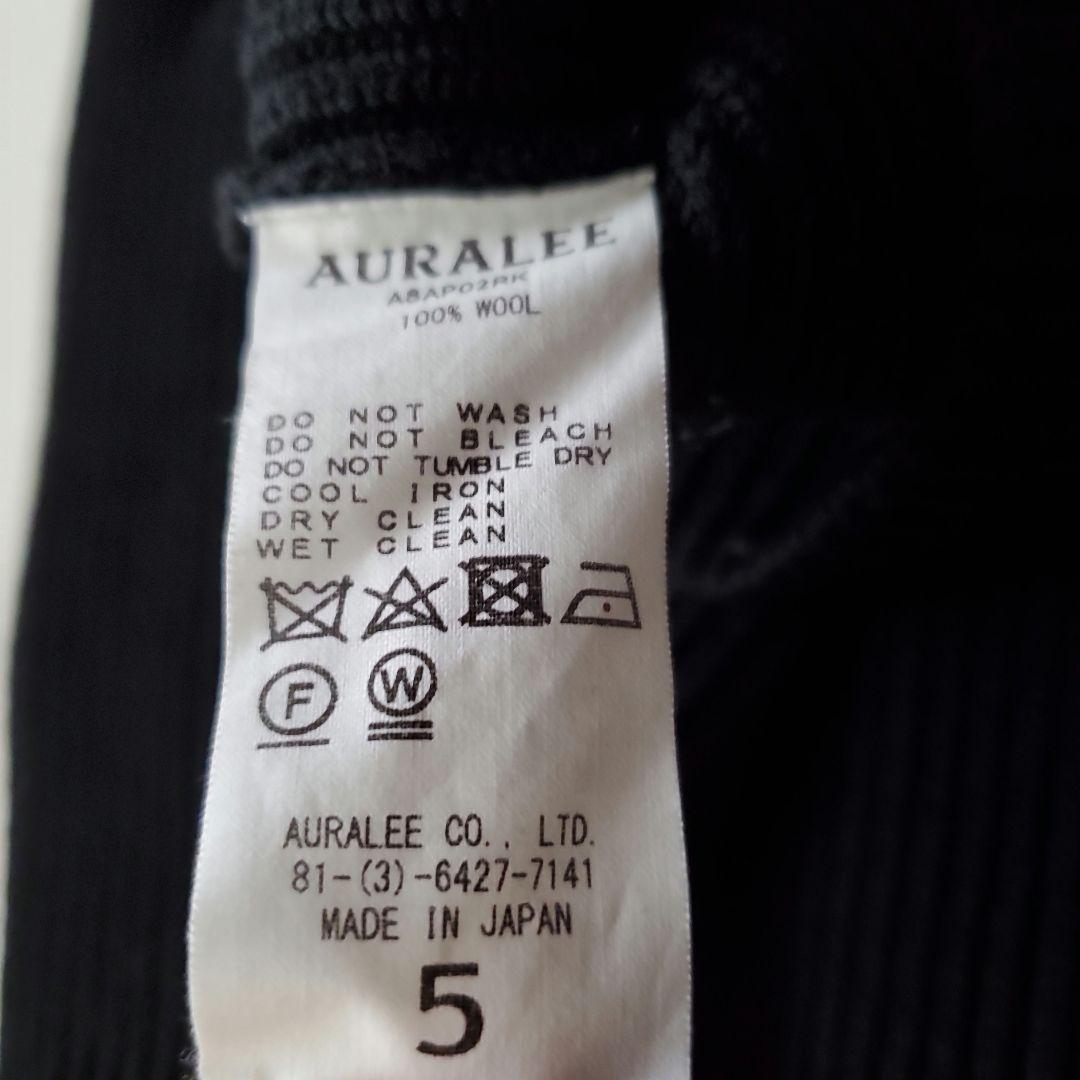 AURALEE
A8AP02RK
100% WOOL
DO NOT WASH
DO NOT BLEACH
DO NOT TUMBLE DRY
COOL IRON
DRY CLEAN
WET CLEAN
F W
AURALEE CO., LTD.
81-(3)-6427-7141
MADE IN JAPAN
5